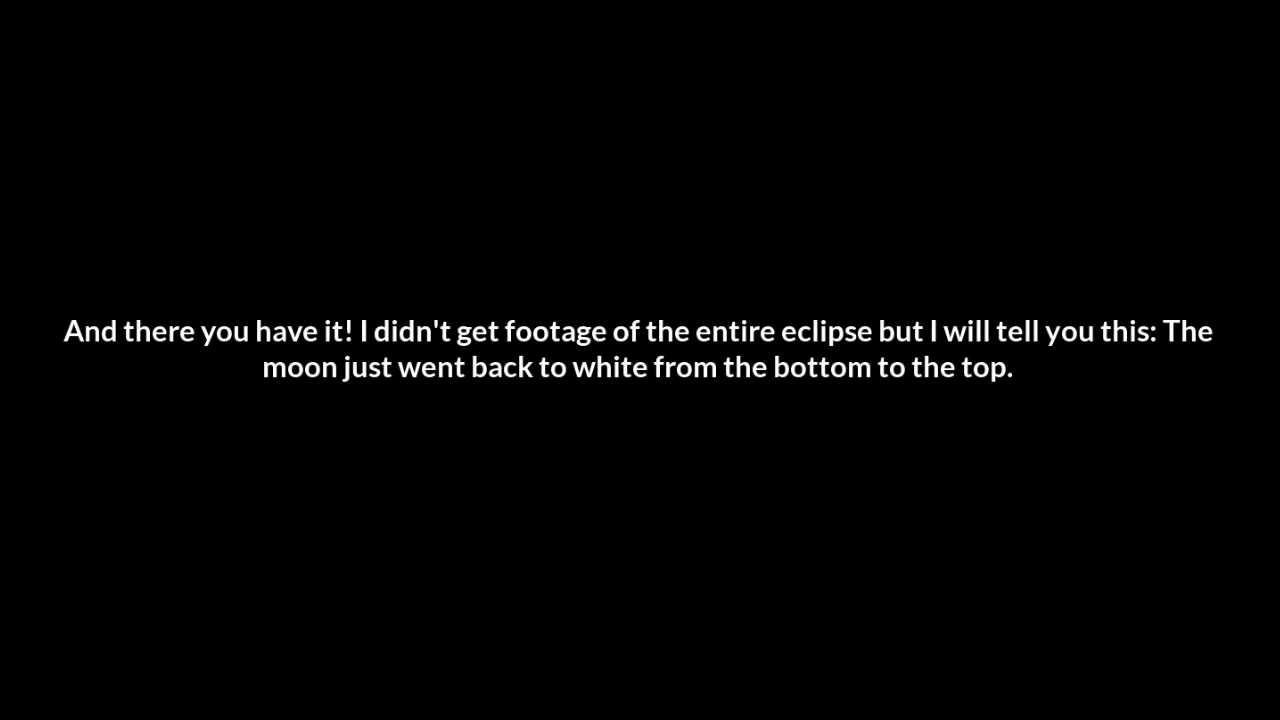 And there you have it! I didn't get footage of the entire eclipse but I will tell you this: The
moon just went back to white from the bottom to the top.